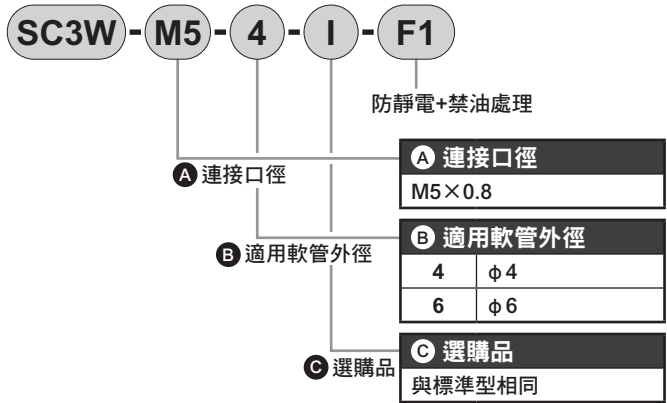 SC3W-M5-4-I-F1
防靜電+禁油處理
A 連接口徑
A 連接口徑
M5×0.8
B 適用軟管外徑
B 適用軟管外徑
4 φ4
6 φ6
C 選購品
C 選購品
與標準型相同